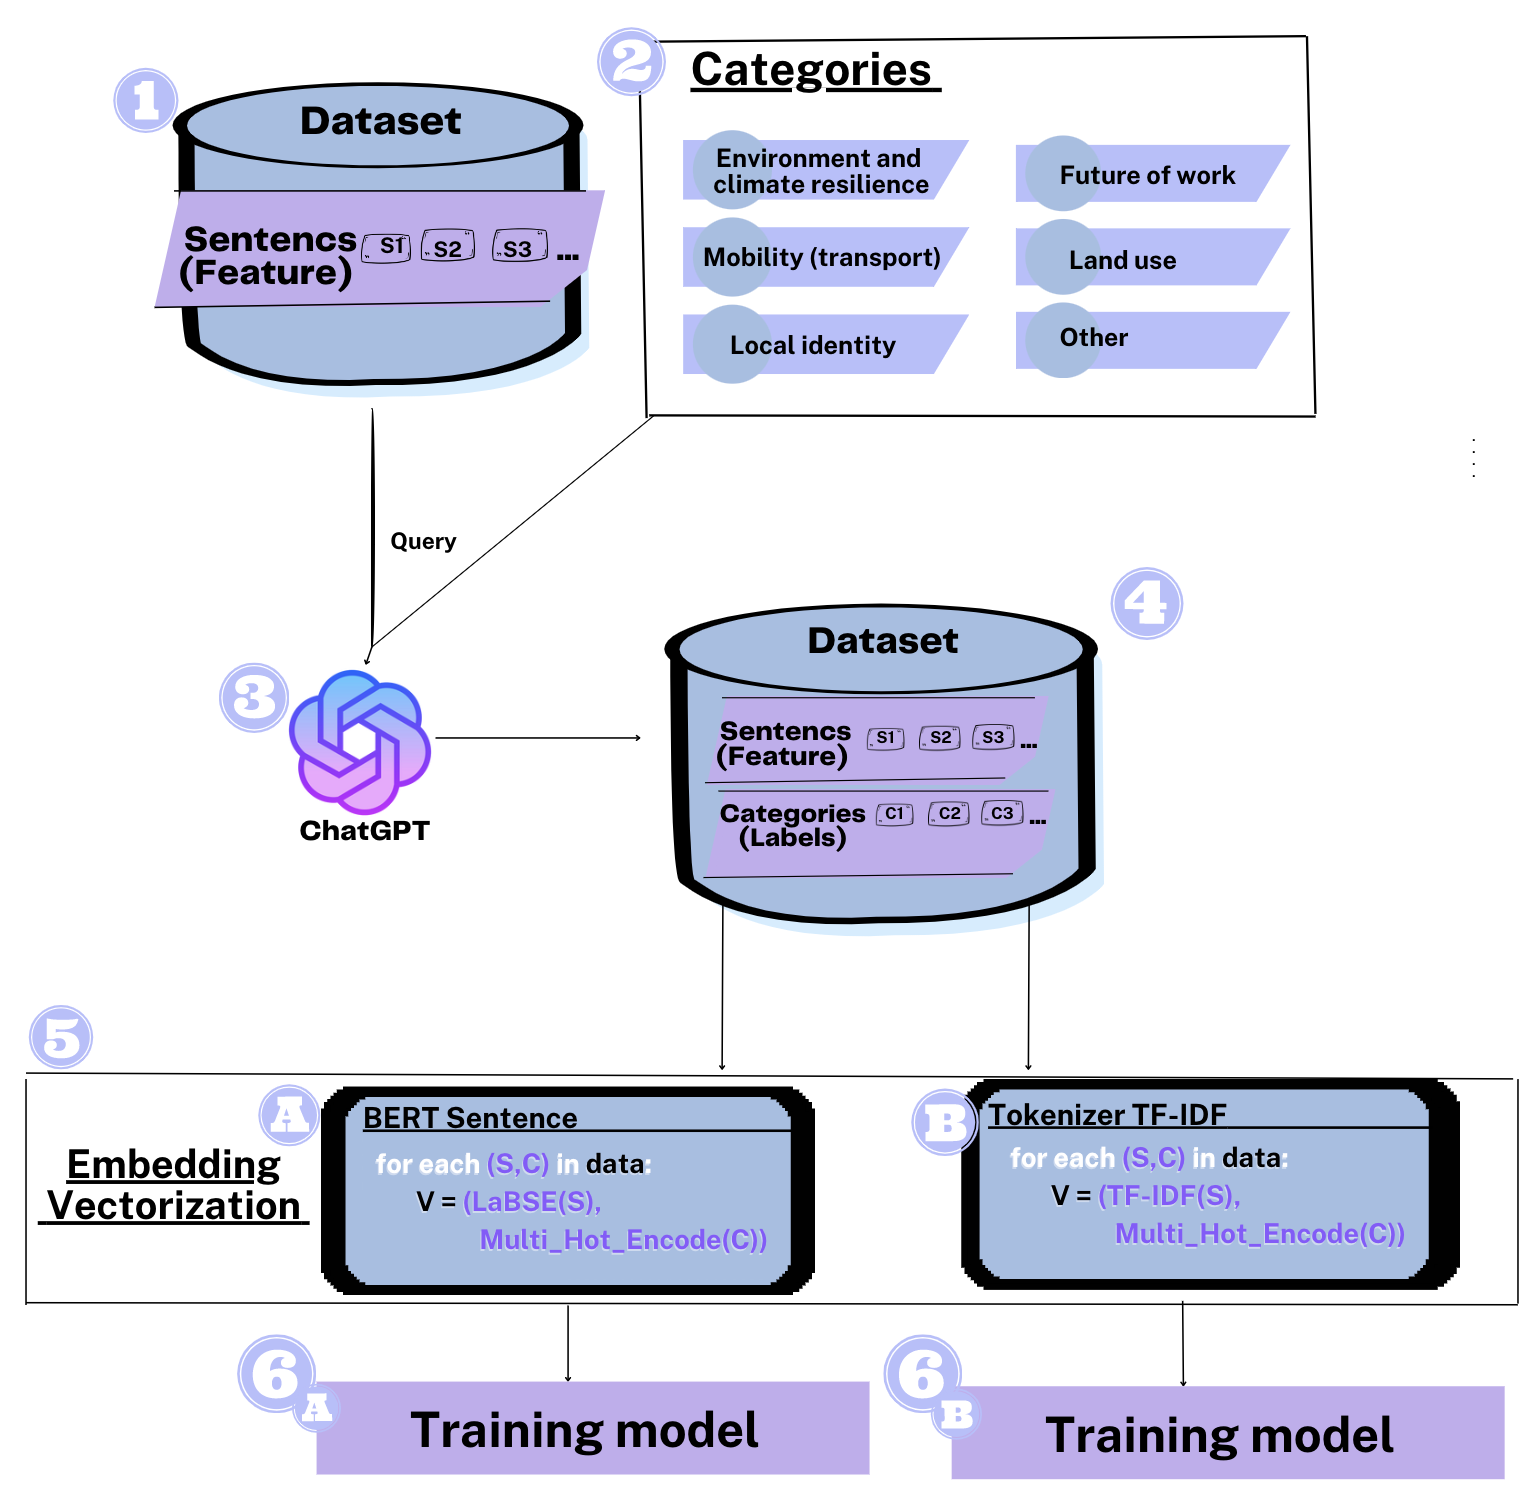 1
Dataset
Sentencs
(Feature)
S1 S2 S3 ...
2
Categories
Environment and
climate resilience
Mobility (transport)
Local identity
Future of work
Land use
Other
Query
3
ChatGPT
4
Dataset
Sentencs
(Feature)
S1 S2 S3 ...
Categories
(Labels)
C1 C2 C3 ...
5
Embedding
Vectorization
A
BERT Sentence
for each (S,C) in data:
V = (LaBSE(S),
Multi_Hot_Encode(C))
B
Tokenizer TF-IDF
for each (S,C) in data:
V = (TF-IDF(S),
Multi_Hot_Encode(C))
6
A
Training model
6
B
Training model